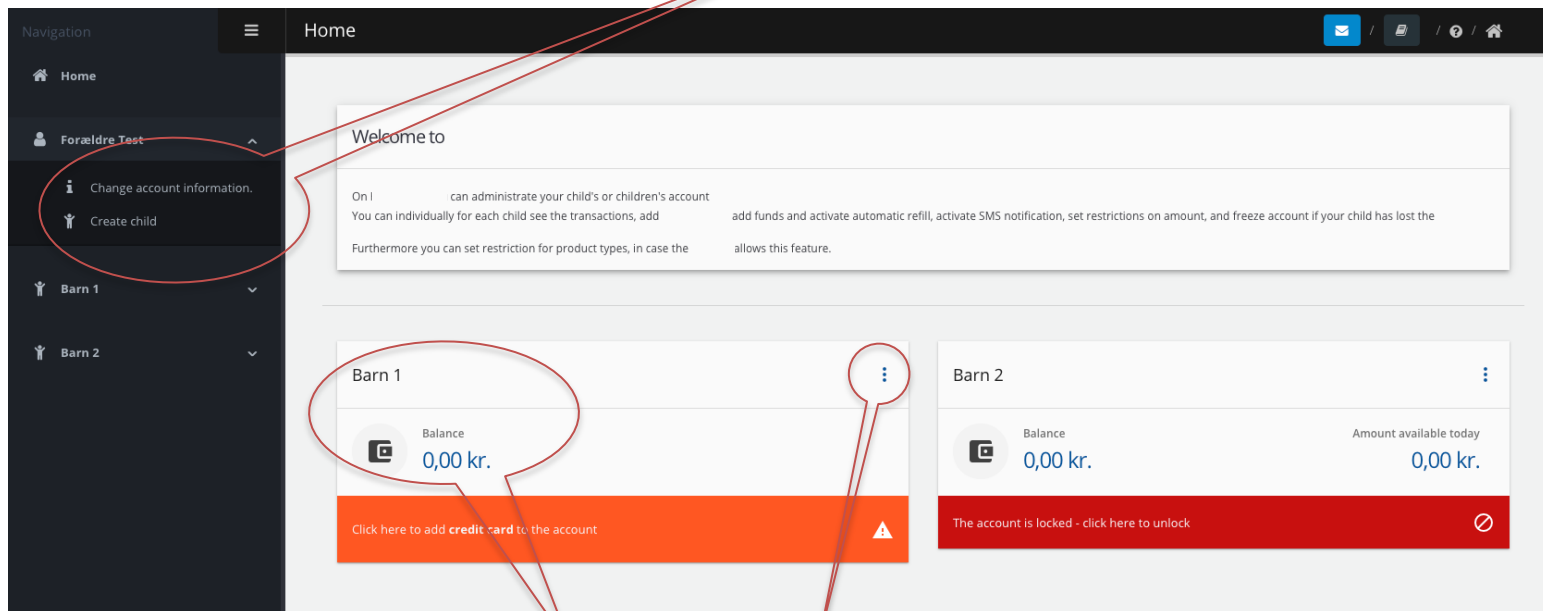 Navigation
Home
Home
Forældre Test
Change account information.
Create child
Barn 1
Barn 2
Welcome to
On l can administrate your child's or children's account
You can individually for each child see the transactions, add add funds and activate automatic refill, activate SMS notification, set restrictions on amount, and freeze account if your child has lost the
Furthermore you can set restriction for product types, in case the allows this feature.
Barn 1
Balance
0,00 kr.
Click here to add credit card to the account
Barn 2
Balance
0,00 kr.
Amount available today
0,00 kr.
The account is locked - click here to unlock